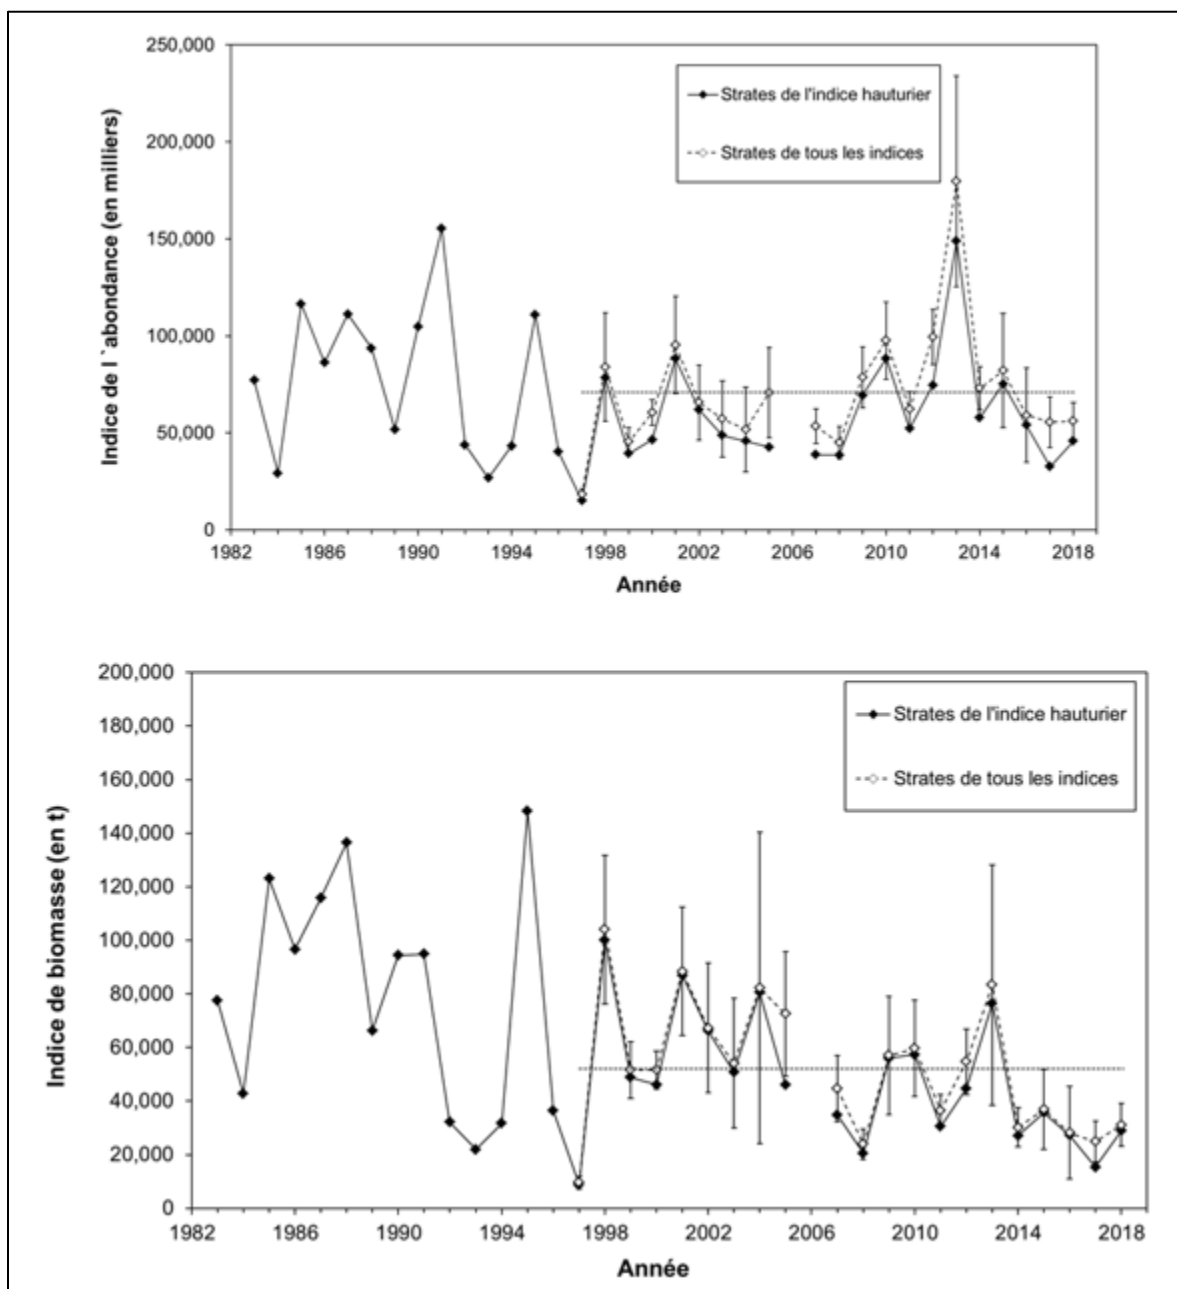 250,000
200,000
150,000
100,000
50,000
0
Indice de l `abondance (en milliers)
Strates de l'indice hauturier
Strates de tous les indices
1982 1986 1990 1994 1998 2002 2006 2010 2014 2018
Année
200,000
180,000
160,000
140,000
120,000
100,000
80,000
60,000
40,000
20,000
0
Indice de biomasse (en t)
Strates de l'indice hauturier
Strates de tous les indices
1982 1986 1990 1994 1998 2002 2006 2010 2014 2018
Année